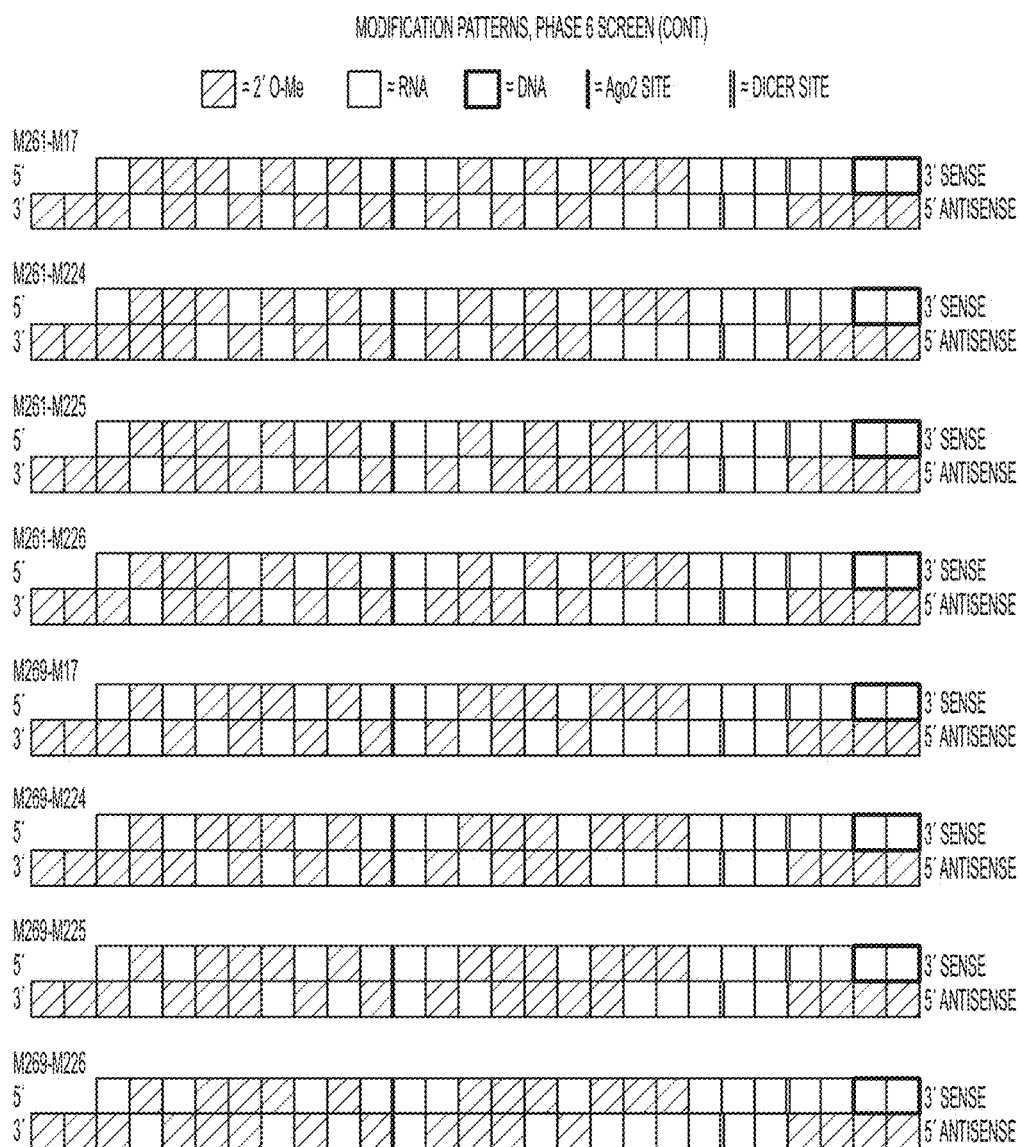 MODIFICATION PATTERNS, PHASE 6 SCREEN (CONT.)
= 2' O-Me = RNA = DNA = Ago2 SITE = DICER SITE
M261-M17
5' 3' SENSE
3' 5' ANTISENSE
M261-M224
5' 3' SENSE
3' 5' ANTISENSE
M261-M225
5' 3' SENSE
3' 5' ANTISENSE
M261-M226
5' 3' SENSE
3' 5' ANTISENSE
M269-M17
5' 3' SENSE
3' 5' ANTISENSE
M269-M224
5' 3' SENSE
3' 5' ANTISENSE
M269-M225
5' 3' SENSE
3' 5' ANTISENSE
M269-M226
5' 3' SENSE
3' 5' ANTISENSE